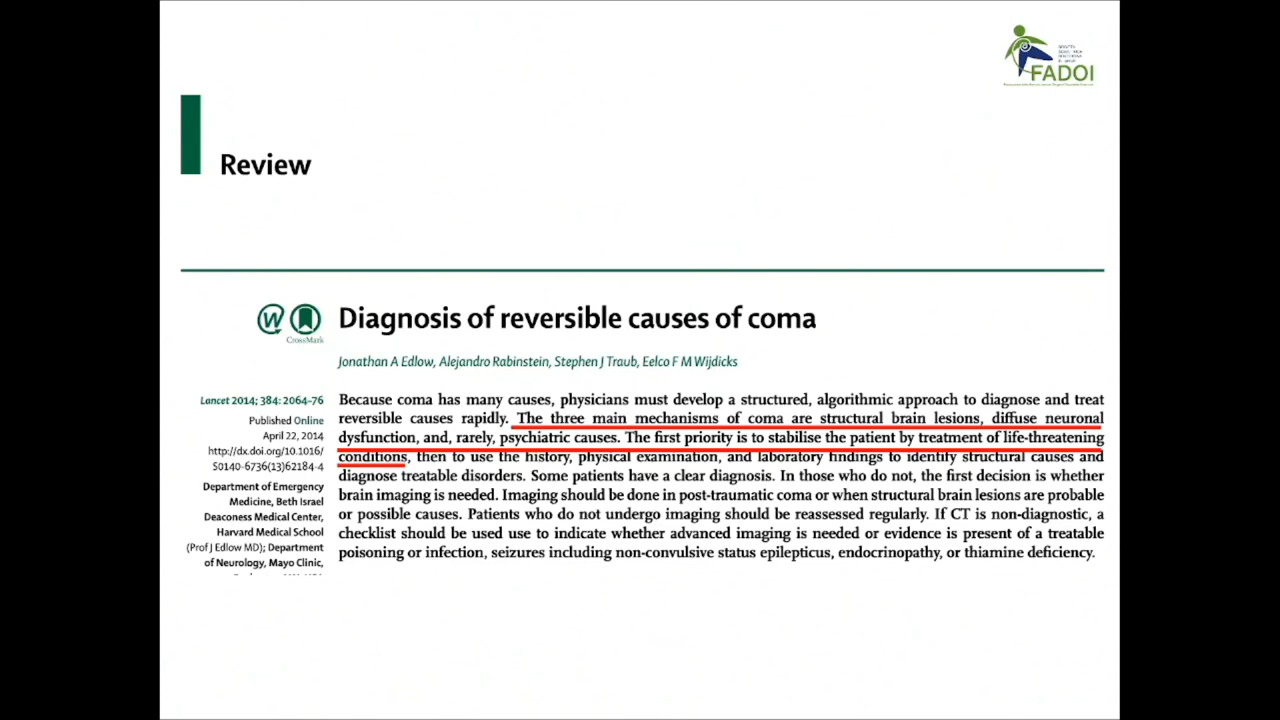 FADOI
Review
Diagnosis of reversible causes of coma
CrossMark
Jonathan A Edlow, Alejandro Rabinstein, Stephen J Traub, Eelco F M Wijdicks
Lancet 2014; 384: 2064–76
Published Online
April 22, 2014
http://dx.doi.org/10.1016/
S0140-6736(13)62184-4
Department of Emergency
Medicine, Beth Israel
Deaconess Medical Center,
Harvard Medical School
(Prof J Edlow MD); Department
of Neurology, Mayo Clinic,
Because coma has many causes, physicians must develop a structured, algorithmic approach to diagnose and treat
reversible causes rapidly. The three main mechanisms of coma are structural brain lesions, diffuse neuronal
dysfunction, and, rarely, psychiatric causes. The first priority is to stabilise the patient by treatment of life-threatening
conditions, then to use the history, physical examination, and laboratory findings to identify structural causes and
diagnose treatable disorders. Some patients have a clear diagnosis. In those who do not, the first decision is whether
brain imaging is needed. Imaging should be done in post-traumatic coma or when structural brain lesions are probable
or possible causes. Patients who do not undergo imaging should be reassessed regularly. If CT is non-diagnostic, a
checklist should be used use to indicate whether advanced imaging is needed or evidence is present of a treatable
poisoning or infection, seizures including non-convulsive status epilepticus, endocrinopathy, or thiamine deficiency.